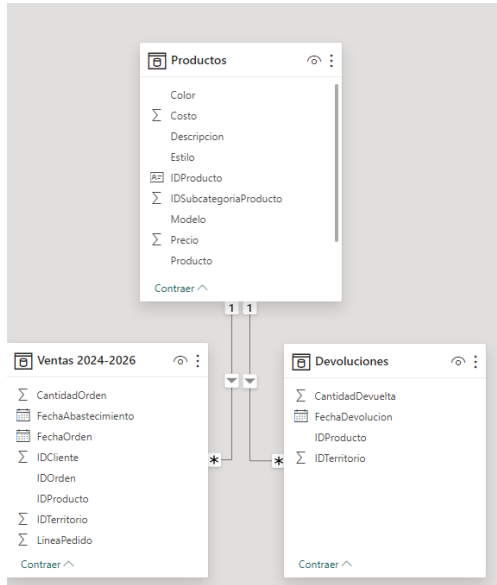 Productos
Color
Costo
Descripcion
Estilo
IDProducto
IDSubcategoriaProducto
Modelo
Precio
Producto
Contraer
1 1
Ventas 2024-2026
CantidadOrden
FechaAbastecimiento
FechaOrden
IDCliente
IDOrden
IDProducto
IDTerritorio
LineaPedido
Contraer
* *
Devoluciones
CantidadDevuelta
FechaDevolucion
IDProducto
IDTerritorio
Contraer